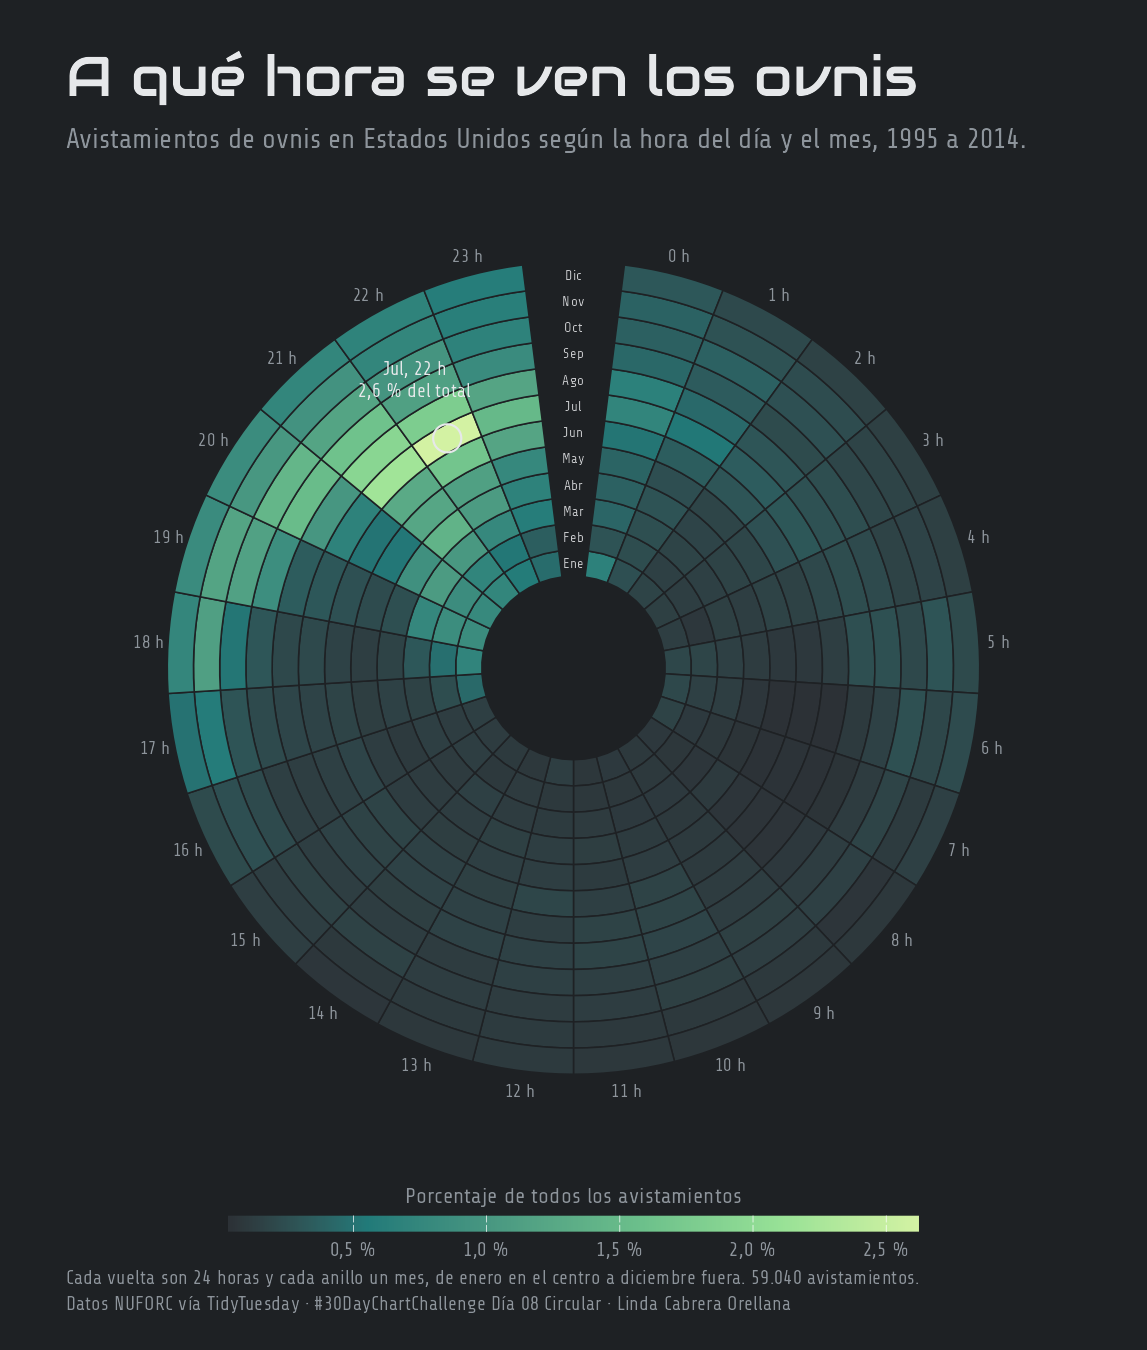 A qué hora se ven los ovnis
Avistamientos de ovnis en Estados Unidos según la hora del día y el mes, 1995 a 2014.
23 h
0 h
Dic
22 h
1 h
Nov
Oct
21 h
2 h
Sep
Jul, 22 h
2,6 % del total
Ago
Jul
20 h
3 h
Jun
May
Abr
Mar
19 h
4 h
Feb
Ene
18 h
5 h
17 h
6 h
16 h
7 h
15 h
8 h
14 h
9 h
13 h
10 h
12 h
11 h
Porcentaje de todos los avistamientos
0,5 %
1,0 %
1,5 %
2,0 %
2,5 %
Cada vuelta son 24 horas y cada anillo un mes, de enero en el centro a diciembre fuera. 59.040 avistamientos.
Datos NUFORC vía TidyTuesday · #30DayChartChallenge Día 08 Circular · Linda Cabrera Orellana